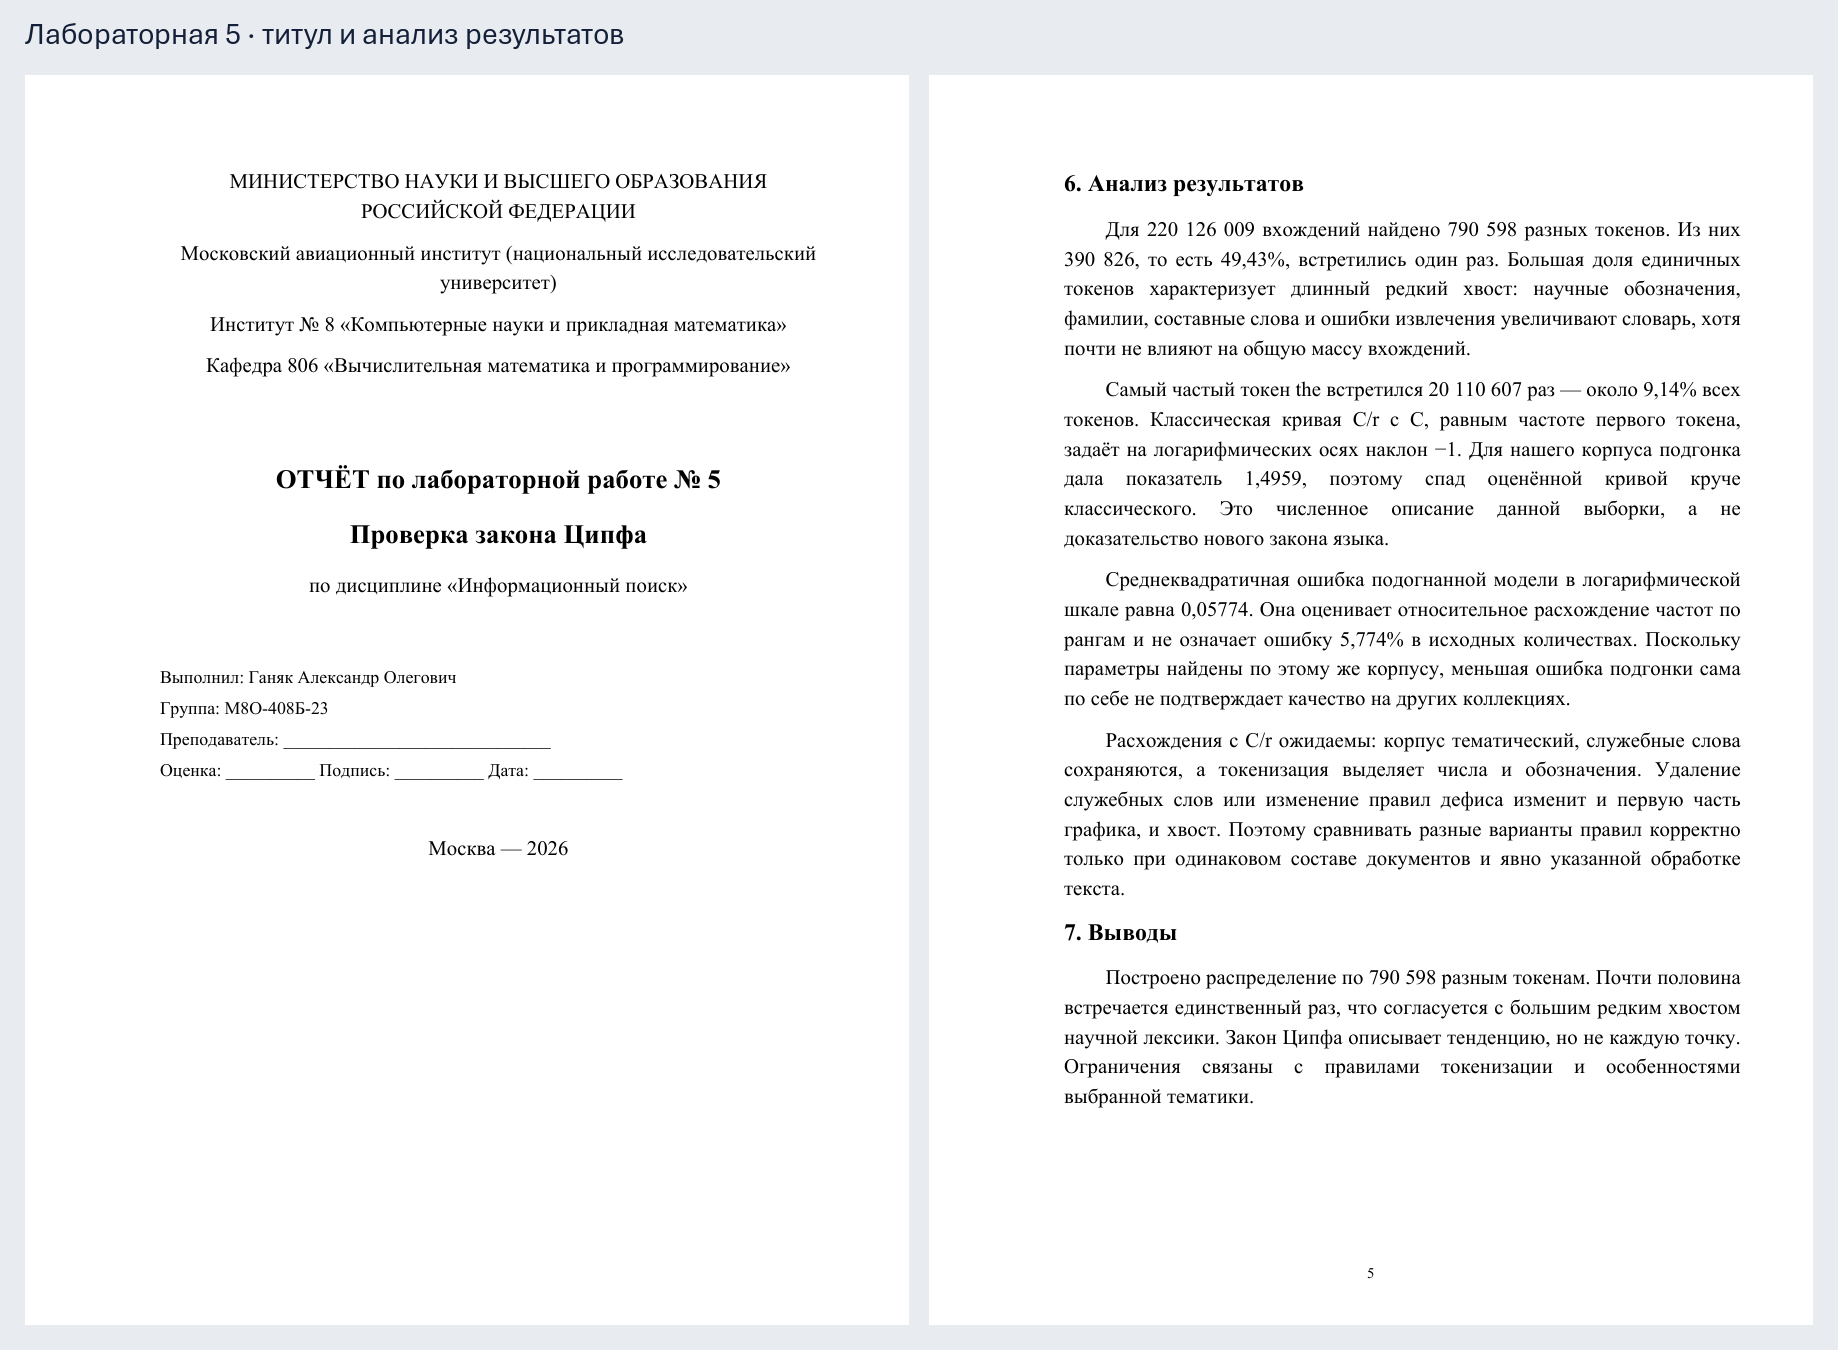 Лабораторная 5 · титул и анализ результатов
МИНИСТЕРСТВО НАУКИ И ВЫСШЕГО ОБРАЗОВАНИЯ
РОССИЙСКОЙ ФЕДЕРАЦИИ
Московский авиационный институт (национальный исследовательский
университет)
Институт № 8 «Компьютерные науки и прикладная математика»
Кафедра 806 «Вычислительная математика и программирование»
ОТЧЁТ по лабораторной работе № 5
Проверка закона Ципфа
по дисциплине «Информационный поиск»
Выполнил: Ганяк Александр Олегович
Группа: М8О-408Б-23
Преподаватель: ______________________________
Оценка: __________ Подпись: __________ Дата: __________
Москва — 2026
6. Анализ результатов
Для 220 126 009 вхождений найдено 790 598 разных токенов. Из них
390 826, то есть 49,43%, встретились один раз. Большая доля единичных
токенов характеризует длинный редкий хвост: научные обозначения,
фамилии, составные слова и ошибки извлечения увеличивают словарь, хотя
почти не влияют на общую массу вхождений.
Самый частый токен the встретился 20 110 607 раз — около 9,14% всех
токенов. Классическая кривая C/r с C, равным частоте первого токена,
задаёт на логарифмических осях наклон −1. Для нашего корпуса подгонка
дала показатель 1,4959, поэтому спад оценённой кривой круче
классического. Это численное описание данной выборки, а не
доказательство нового закона языка.
Среднеквадратичная ошибка подогнанной модели в логарифмической
шкале равна 0,05774. Она оценивает относительное расхождение частот по
рангам и не означает ошибку 5,774% в исходных количествах. Поскольку
параметры найдены по этому же корпусу, меньшая ошибка подгонки сама
по себе не подтверждает качество на других коллекциях.
Расхождения с C/r ожидаемы: корпус тематический, служебные слова
сохраняются, а токенизация выделяет числа и обозначения. Удаление
служебных слов или изменение правил дефиса изменит и первую часть
графика, и хвост. Поэтому сравнивать разные варианты правил корректно
только при одинаковом составе документов и явно указанной обработке
текста.
7. Выводы
Построено распределение по 790 598 разным токенам. Почти половина
встречается единственный раз, что согласуется с большим редким хвостом
научной лексики. Закон Ципфа описывает тенденцию, но не каждую точку.
Ограничения связаны с правилами токенизации и особенностями
выбранной тематики.
5